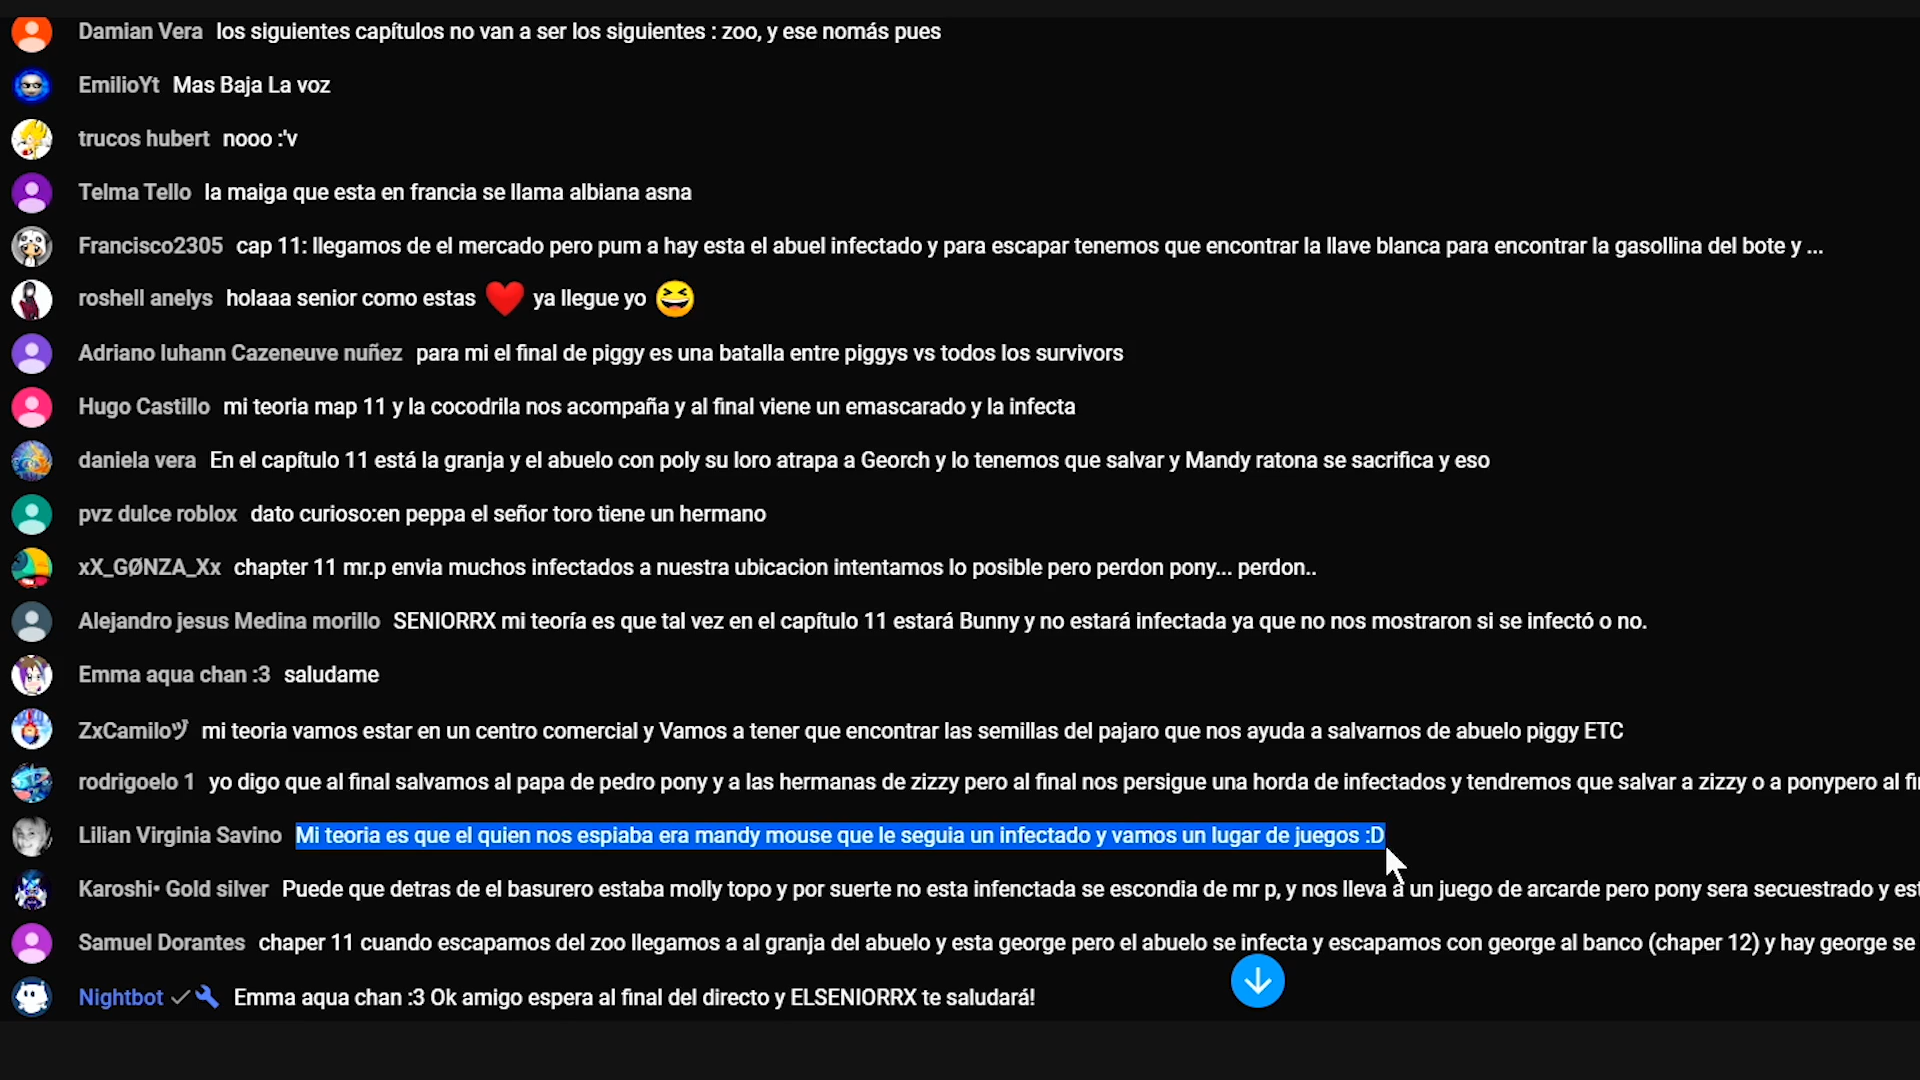 Damian Vera los siguientes capítulos no van a ser los siguientes : zoo, y ese nomás pues
EmilioYt Mas Baja La voz
trucos hubert nooo :'v
Telma Tello la maiga que esta en francia se llama albiana asna
Francisco2305 cap 11: llegamos de el mercado pero pum a hay esta el abuel infectado y para escapar tenemos que encontrar la llave blanca para encontrar la gasollina del bote y ...
roshell anelys holaaa senior como estas ❤️ ya llegue yo 😆
Adriano luhann Cazeneuve nuñez para mi el final de piggy es una batalla entre piggys vs todos los survivors
Hugo Castillo mi teoria map 11 y la cocodrila nos acompaña y al final viene un emascarado y la infecta
daniela vera En el capítulo 11 está la granja y el abuelo con poly su loro atrapa a Georch y lo tenemos que salvar y Mandy ratona se sacrifica y eso
pvz dulce roblox dato curioso:en peppa el señor toro tiene un hermano
xX_GØNZA_Xx chapter 11 mr.p envia muchos infectados a nuestra ubicacion intentamos lo posible pero perdon pony... perdon..
Alejandro jesus Medina morillo SENIORRX mi teoría es que tal vez en el capítulo 11 estará Bunny y no estará infectada ya que no nos mostraron si se infectó o no.
Emma aqua chan :3 saludame
ZxCamiloツ mi teoria vamos estar en un centro comercial y Vamos a tener que encontrar las semillas del pajaro que nos ayuda a salvarnos de abuelo piggy ETC
rodrigoelo 1 yo digo que al final salvamos al papa de pedro pony y a las hermanas de zizzy pero al final nos persigue una horda de infectados y tendremos que salvar a zizzy o a ponypero al
Lilian Virginia Savino Mi teoria es que el quien nos espiaba era mandy mouse que le seguia un infectado y vamos un lugar de juegos :D
Karoshi• Gold silver Puede que detras de el basurero estaba molly topo y por suerte no esta infenctada se escondia de mr p, y nos lleva a un juego de arcarde pero pony sera secuestrado y
Samuel Dorantes chaper 11 cuando escapamos del zoo llegamos a al granja del abuelo y esta george pero el abuelo se infecta y escapamos con george al banco (chaper 12) y hay george se
Nightbot Emma aqua chan :3 Ok amigo espera al final del directo y ELSENIORRX te saludará!